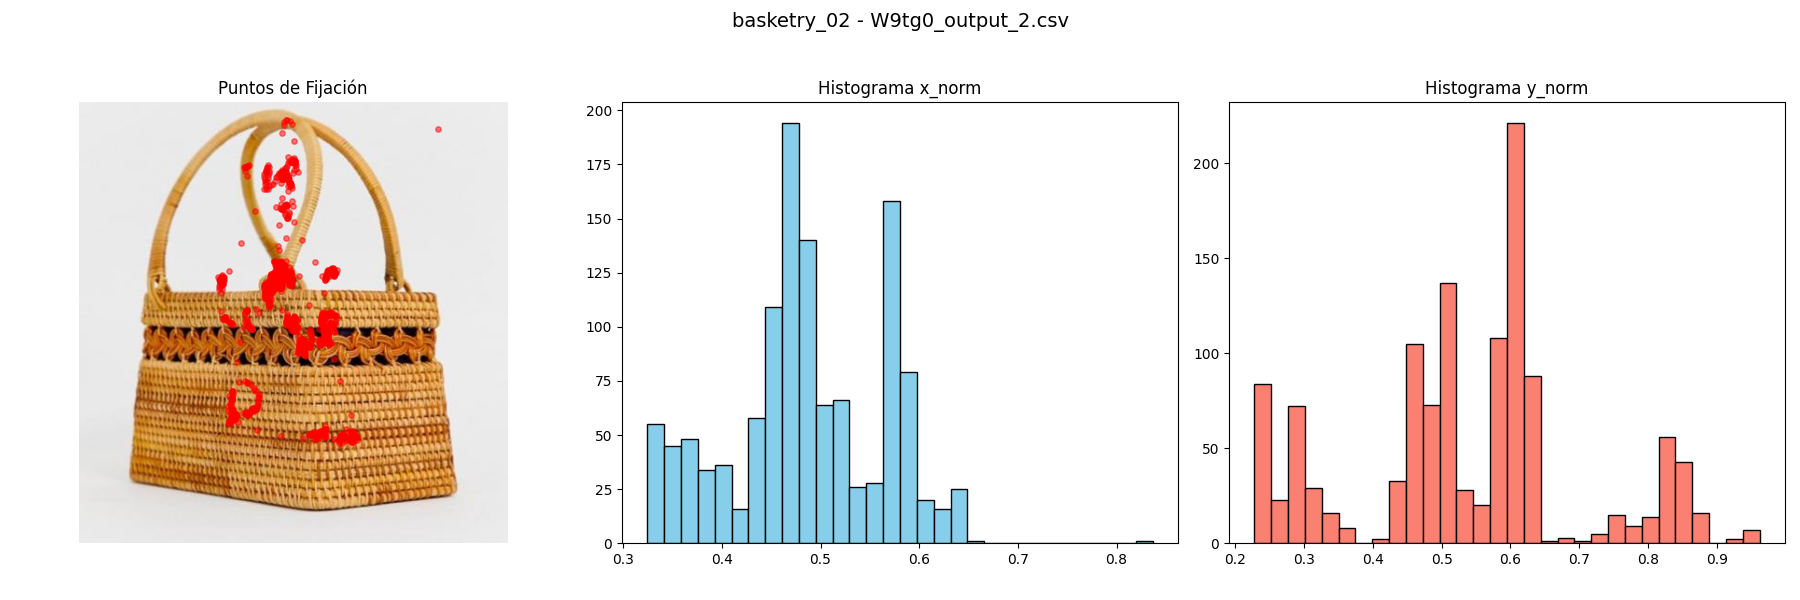 basketry_02 - W9tg0_output_2.csv
Puntos de Fijación
Histograma x_norm
Histograma y_norm
200
175
150
125
100
75
50
25
0
0.3 0.4 0.5 0.6 0.7 0.8
200
150
100
50
0
0.2 0.3 0.4 0.5 0.6 0.7 0.8 0.9